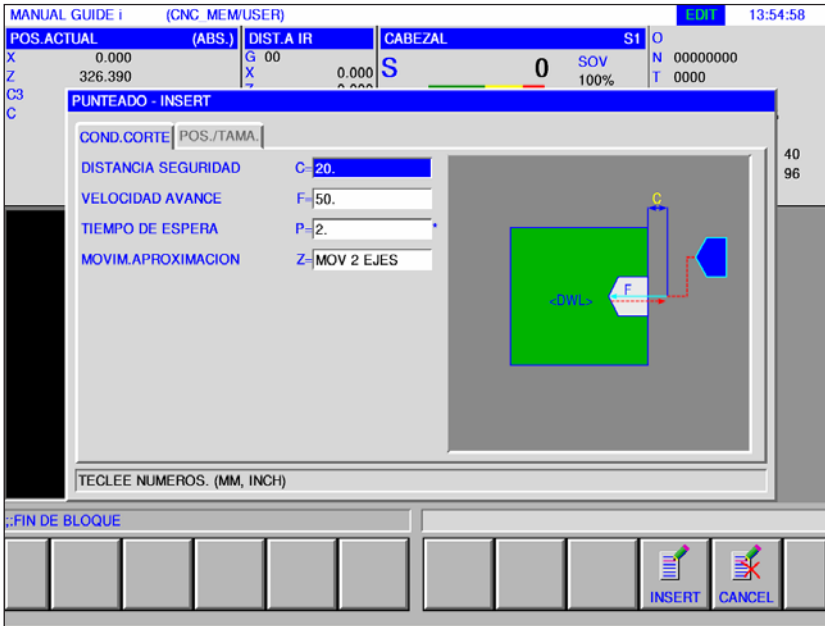 MANUAL GUIDE i (CNC_MEM/USER) EDIT 13:54:58
POS.ACTUAL (ABS.) DIST.A IR CABEZAL S1 O
X 0.000 G 00 N 00000000
Z 326.390 X 0.000 S 0 SOV 100% T 0000
C3
C
PUNTEADO - INSERT
COND.CORTE POS./TAMA.
DISTANCIA SEGURIDAD C= 20.
VELOCIDAD AVANCE F= 50.
TIEMPO DE ESPERA P= 2. *
MOVIM.APROXIMACION Z= MOV 2 EJES
C
F
<DWL>
40
96
TECLEE NUMEROS. (MM, INCH)
;:FIN DE BLOQUE
INSERT CANCEL